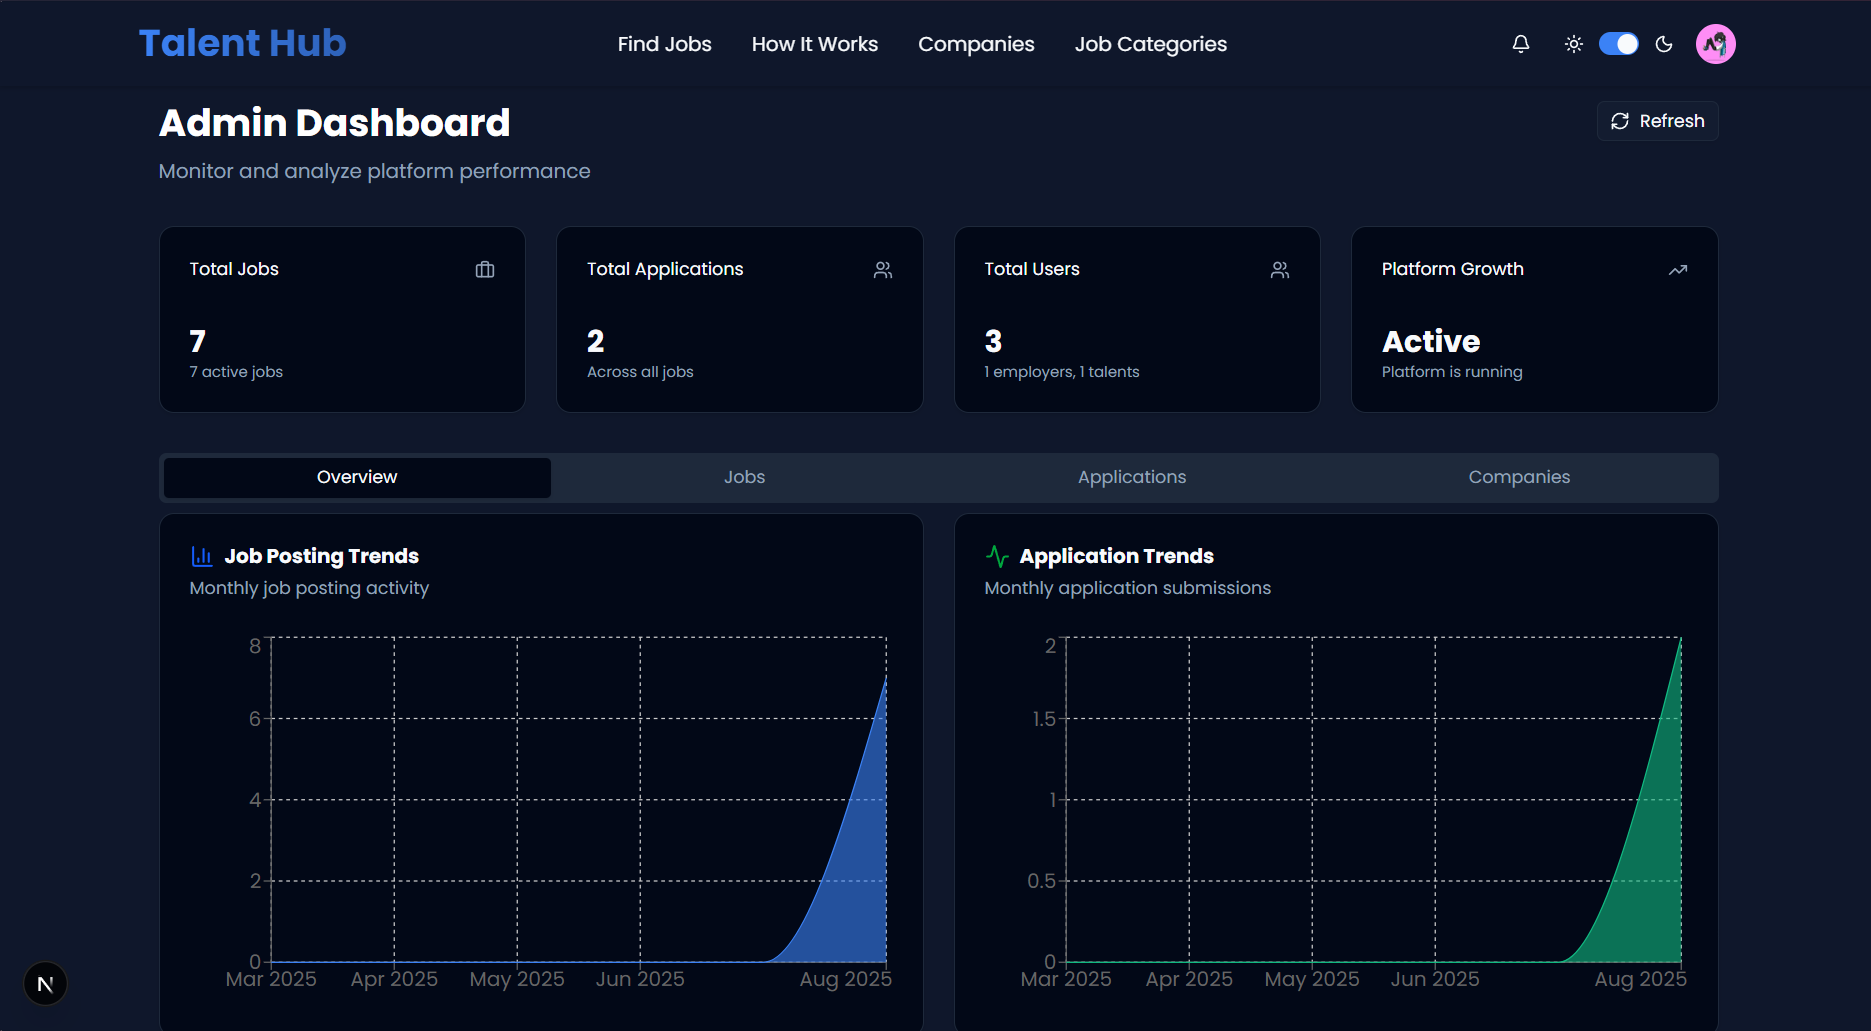 Talent Hub
Find Jobs
How It Works
Companies
Job Categories
Admin Dashboard
Refresh
Monitor and analyze platform performance
Total Jobs
7
7 active jobs
Total Applications
2
Across all jobs
Total Users
3
1 employers, 1 talents
Platform Growth
Active
Platform is running
Overview
Jobs
Applications
Companies
Job Posting Trends
Monthly job posting activity
8
6
4
2
0
Mar 2025
Apr 2025
May 2025
Jun 2025
Aug 2025
Application Trends
Monthly application submissions
2
1.5
1
0.5
0
Mar 2025
Apr 2025
May 2025
Jun 2025
Aug 2025
N